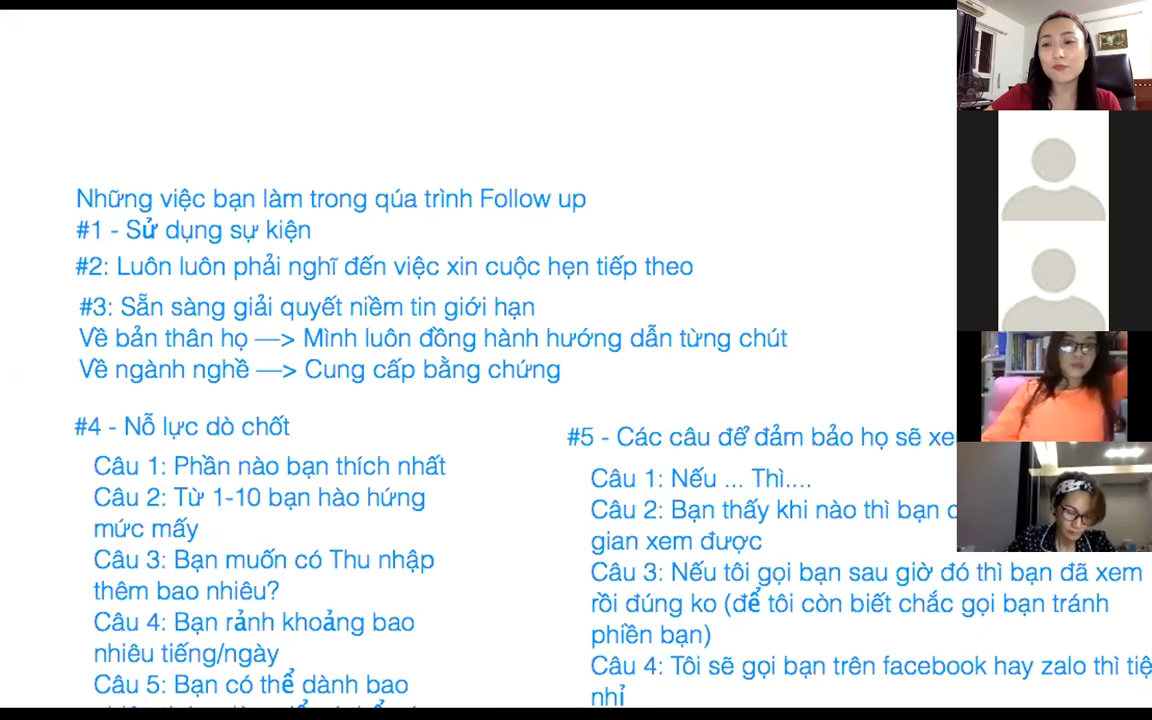 Những việc bạn làm trong qúa trình Follow up
#1 - Sử dụng sự kiện
#2: Luôn luôn phải nghĩ đến việc xin cuộc hẹn tiếp theo
#3: Sẵn sàng giải quyết niềm tin giới hạn
Về bản thân họ —> Mình luôn đồng hành hướng dẫn từng chút
Về ngành nghề —> Cung cấp bằng chứng
#4 - Nỗ lực dò chốt
Câu 1: Phần nào bạn thích nhất
Câu 2: Từ 1-10 bạn hào hứng
mức mấy
Câu 3: Bạn muốn có Thu nhập
thêm bao nhiêu?
Câu 4: Bạn rảnh khoảng bao
nhiêu tiếng/ngày
Câu 5: Bạn có thể dành bao
#5 - Các câu để đảm bảo họ sẽ
Câu 1: Nếu ... Thì....
Câu 2: Bạn thấy khi nào thì bạn
gian xem được
Câu 3: Nếu tôi gọi bạn sau giờ đó thì bạn đã xem
rồi đúng ko (để tôi còn biết chắc gọi bạn tránh
phiền bạn)
Câu 4: Tôi sẽ gọi bạn trên facebook hay zalo thì
nhỉ